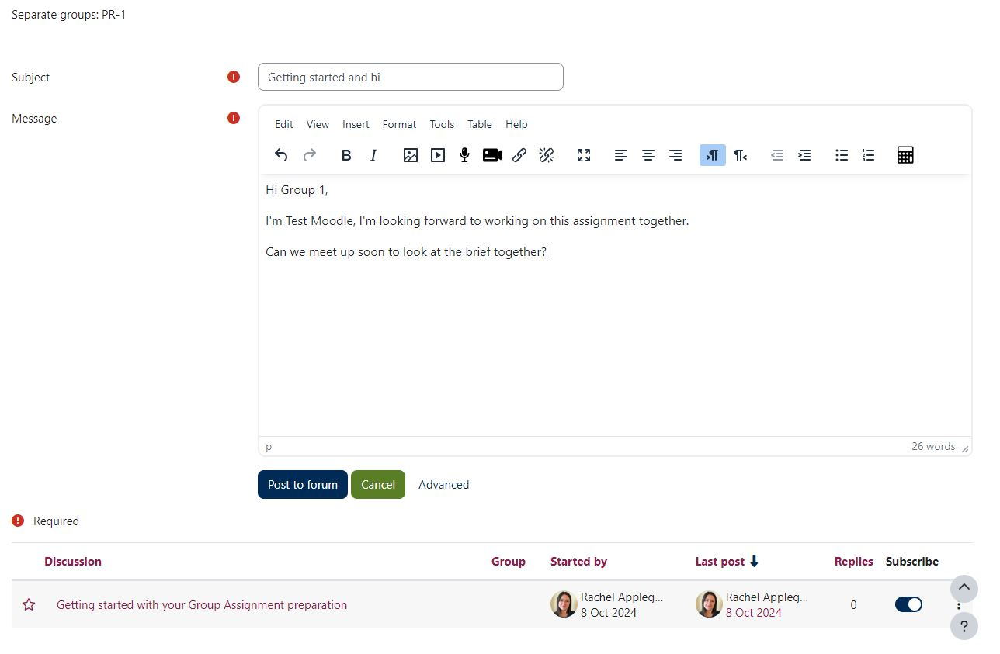 Separate groups: PR-1
Subject
Getting started and hi
Message
Edit View Insert Format Tools Table Help
B I
Hi Group 1,
I'm Test Moodle, I'm looking forward to working on this assignment together.
Can we meet up soon to look at the brief together?
p 26 words
Post to forum Cancel Advanced
Required
Discussion Group Started by Last post Replies Subscribe
Getting started with your Group Assignment preparation Rachel Appleg... Rachel Appleg... 0
8 Oct 2024 8 Oct 2024
?